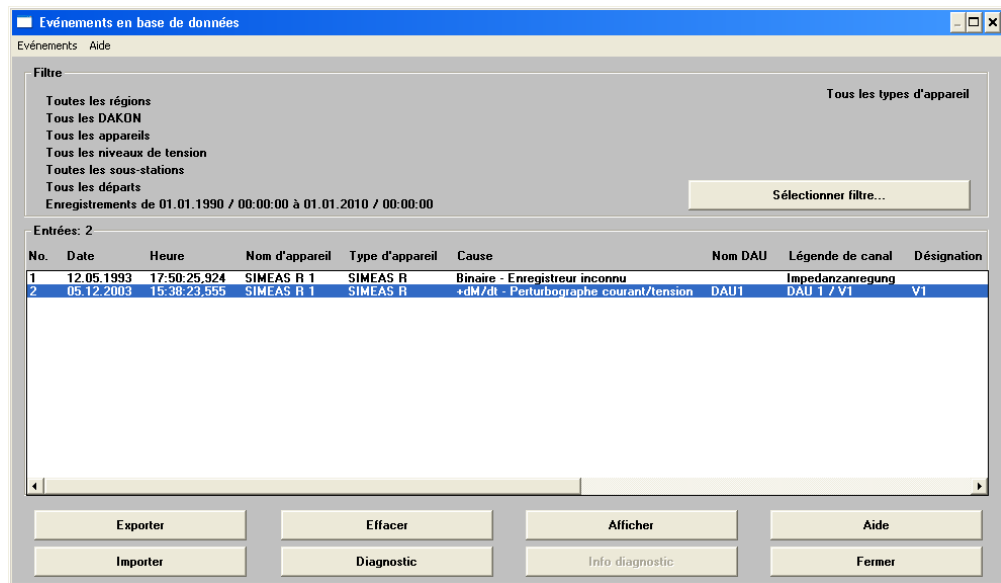 Evénements en base de données
Evénements Aide
Filtre
Toutes les régions
Tous les types d'appareil
Tous les DAKON
Tous les appareils
Tous les niveaux de tension
Toutes les sous-stations
Tous les départs
Sélectionner filtre...
Enregistrements de 01.01.1990 / 00:00:00 à 01.01.2010 / 00:00:00
Entrées: 2
No. Date Heure Nom d'appareil Type d'appareil Cause Nom DAU Légende de canal Désignation
1 12.05.1993 17:50:25,924 SIMEAS R 1 SIMEAS R Binaire - Enregistreur inconnu Impedanzanregung
2 05.12.2003 15:38:23,555 SIMEAS R 1 SIMEAS R +dM/dt - Perturbographe courant/tension DAU1 DAU 1 / V1 V1
Exporter Effacer Afficher Aide
Importer Diagnostic Info diagnostic Fermer